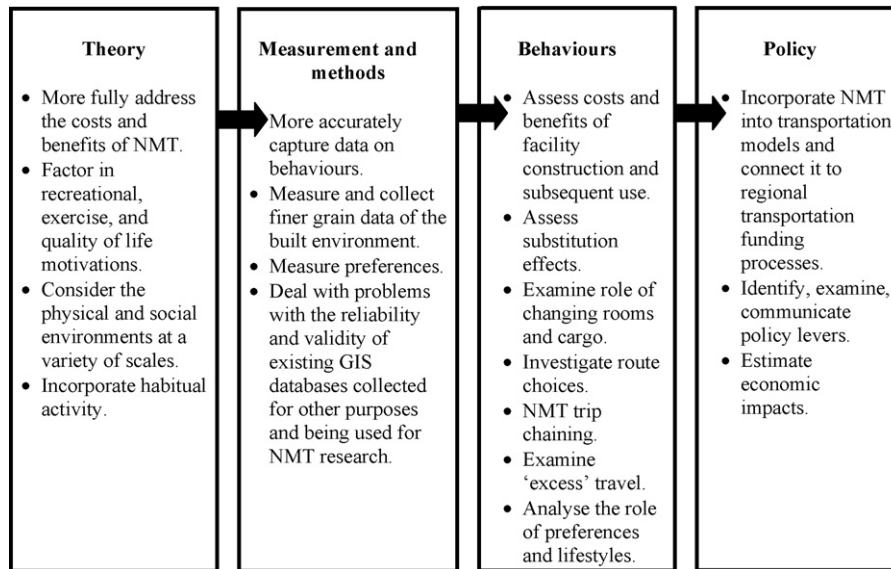 Theory
• More fully address
the costs and
benefits of NMT.
• Factor in
recreational,
exercise, and
quality of life
motivations.
• Consider the
physical and social
environments at a
variety of scales.
• Incorporate habitual
activity.
Measurement and
methods
• More accurately
capture data on
behaviours.
• Measure and collect
finer grain data of the
built environment.
• Measure preferences.
• Deal with problems
with the reliability
and validity of
existing GIS
databases collected
for other purposes
and being used for
NMT research.
Behaviours
• Assess costs and
benefits of
facility
construction and
subsequent use.
• Assess
substitution
effects.
• Examine role of
changing rooms
and cargo.
• Investigate route
choices.
• NMT trip
chaining.
• Examine
‘excess’ travel.
• Analyse the role
of preferences
and lifestyles.
Policy
• Incorporate NMT
into transportation
models and
connect it to
regional
transportation
funding
processes.
• Identify, examine,
communicate
policy levers.
• Estimate
economic
impacts.